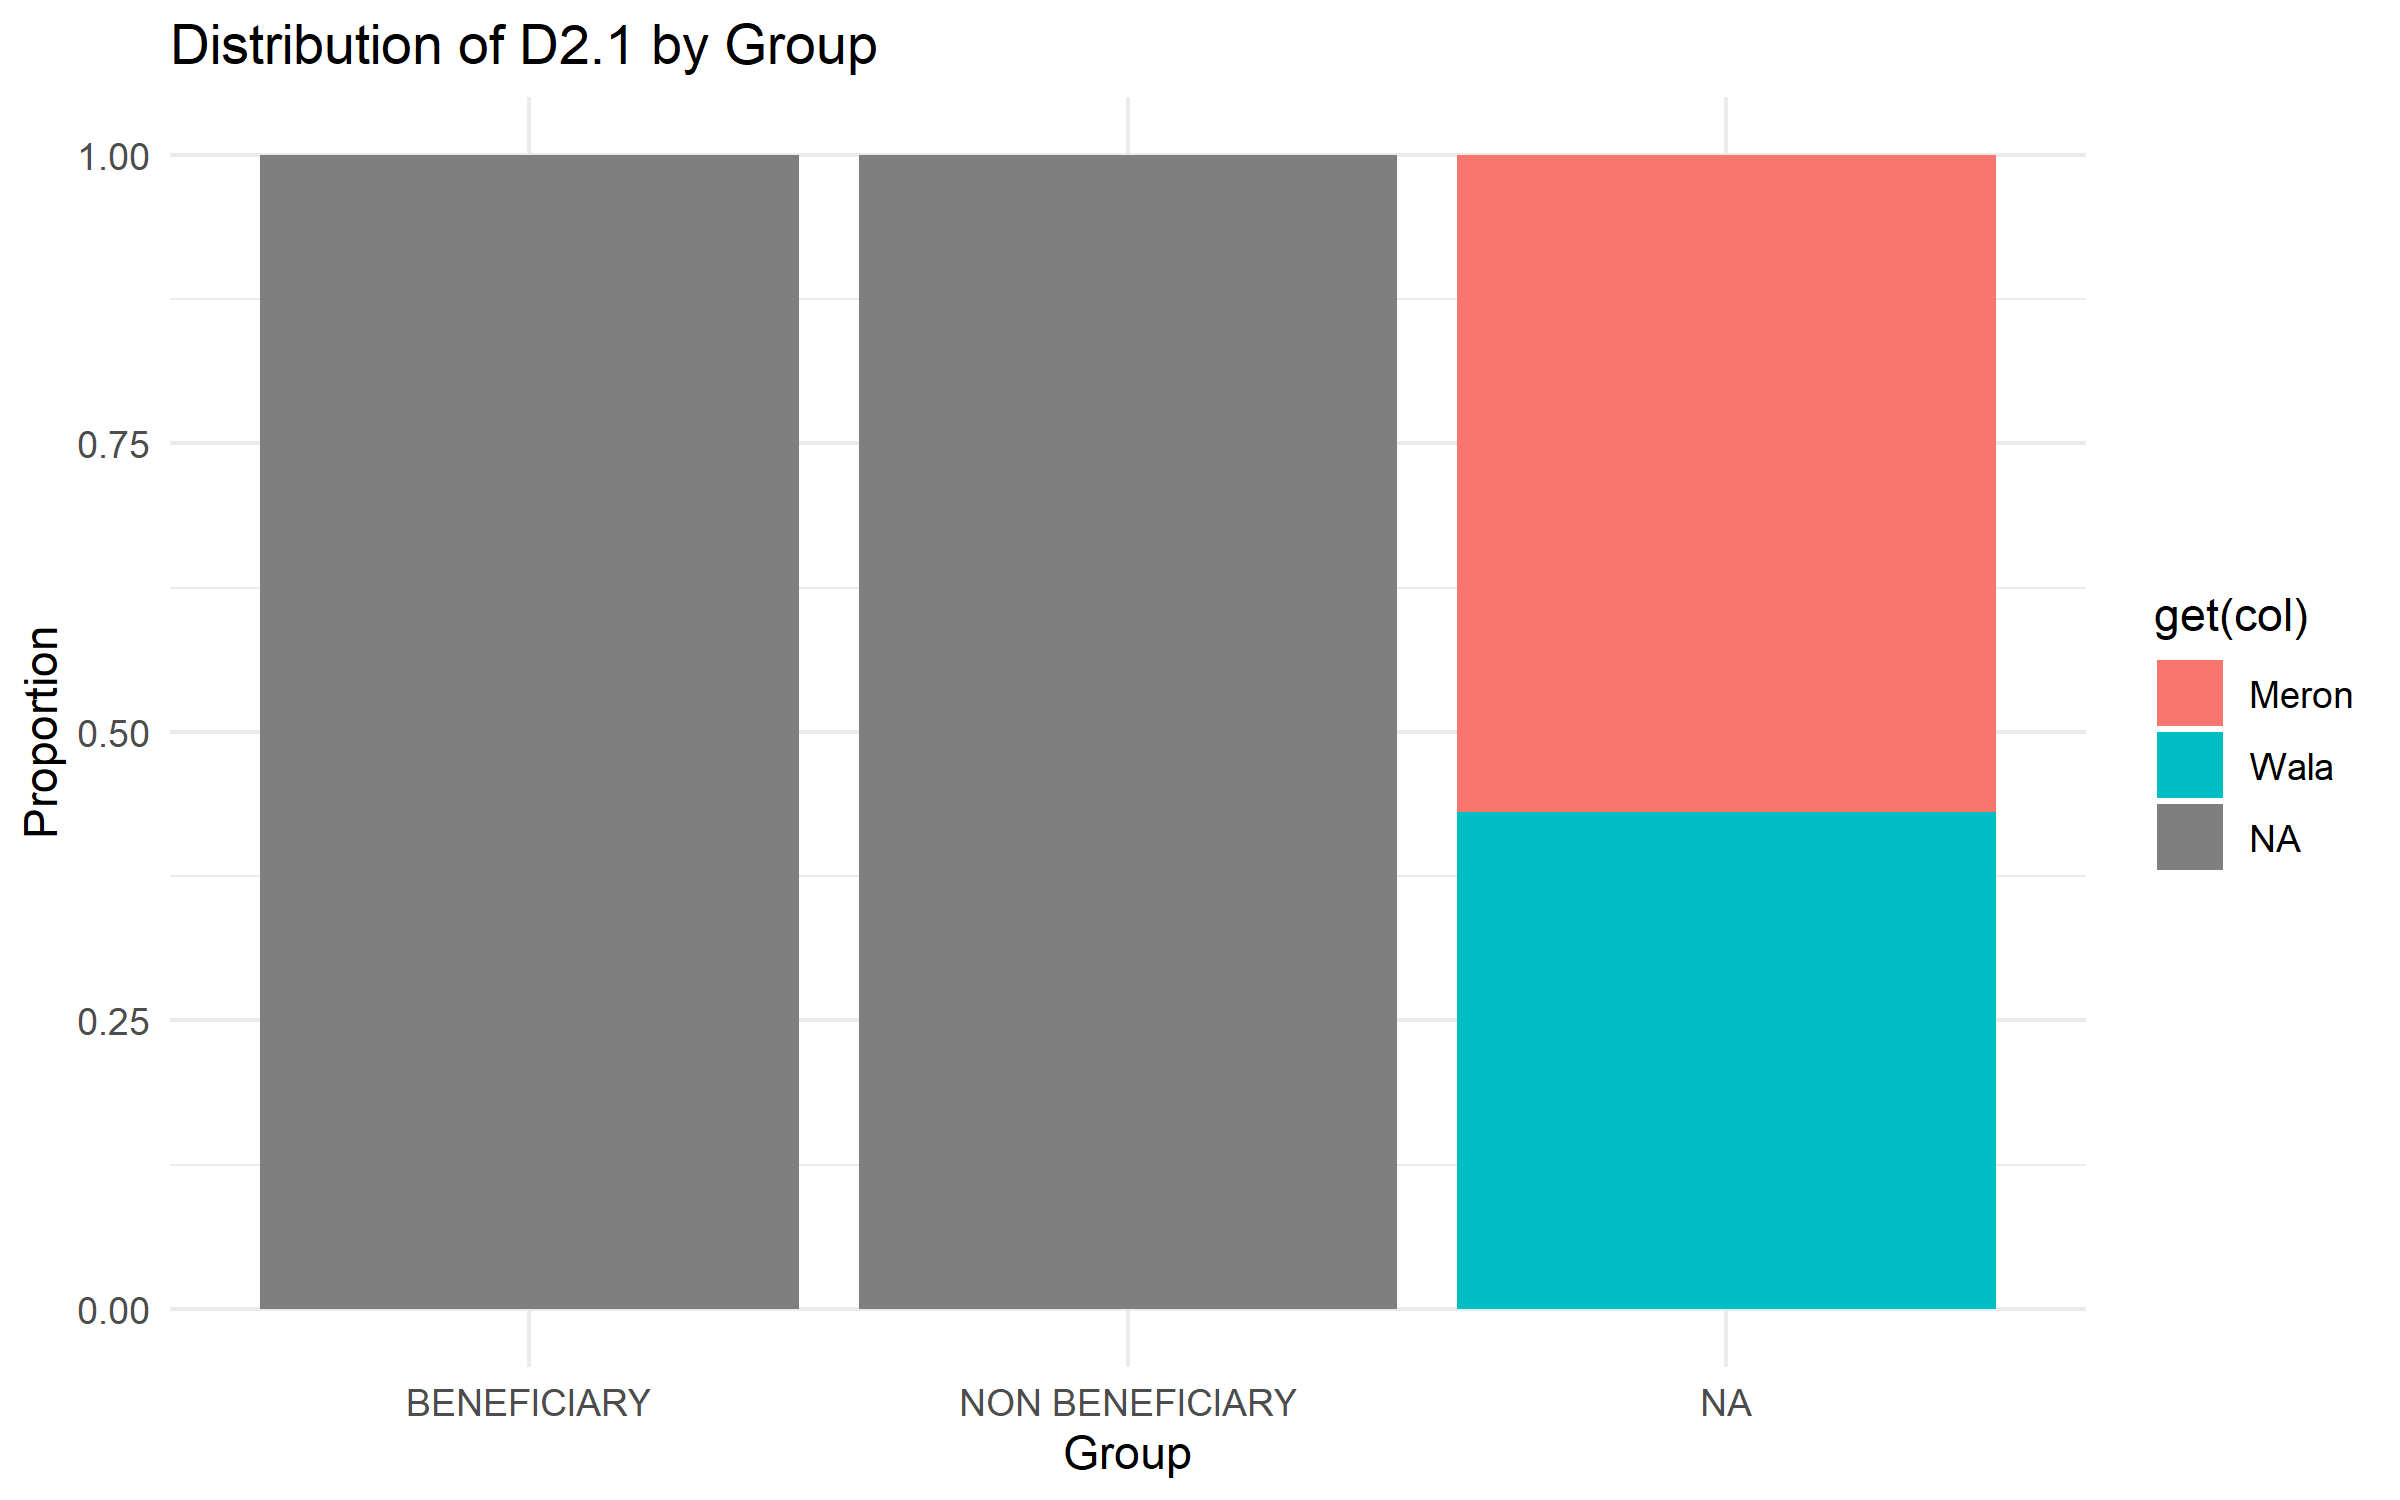 Distribution of D2.1 by Group
Proportion
1.00
0.75
0.50
0.25
0.00
BENEFICIARY
NON BENEFICIARY
NA
Group
get(col)
Meron
Wala
NA